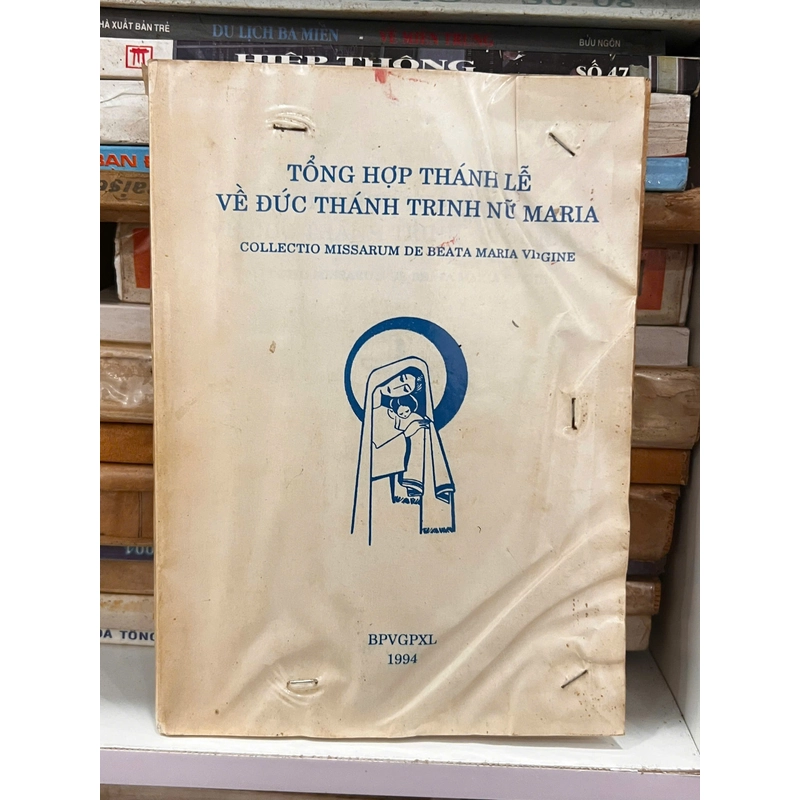 HÀ XUẤT BẢN TRẺ
DU LỊCH BA MIỀN
BỬU NGÔN
HIỆP THÔNG
SỐ 47
TỔNG HỢP THÁNH LỄ
VỀ ĐỨC THÁNH TRINH NỮ MARIA
COLLECTIO MISSARUM DE BEATA MARIA VIRGINE
BPVGPXL
1994